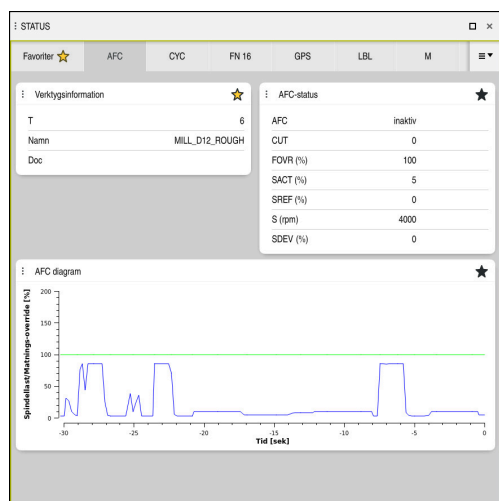 STATUS
Favoriter AFC CYC FN 16 GPS LBL M
Verktygsinformation
T 6
Namn MILL_D12_ROUGH
Doc
AFC-status
AFC inaktiv
CUT 0
FOVR (%) 100
SACT (%) 5
SREF (%) 0
S (rpm) 4000
SDEV (%) 0
AFC diagram
Spindellast/Matnings-override [%]
200
150
100
50
0
-30 -25 -20 -15 -10 -5 0
Tid [sek]